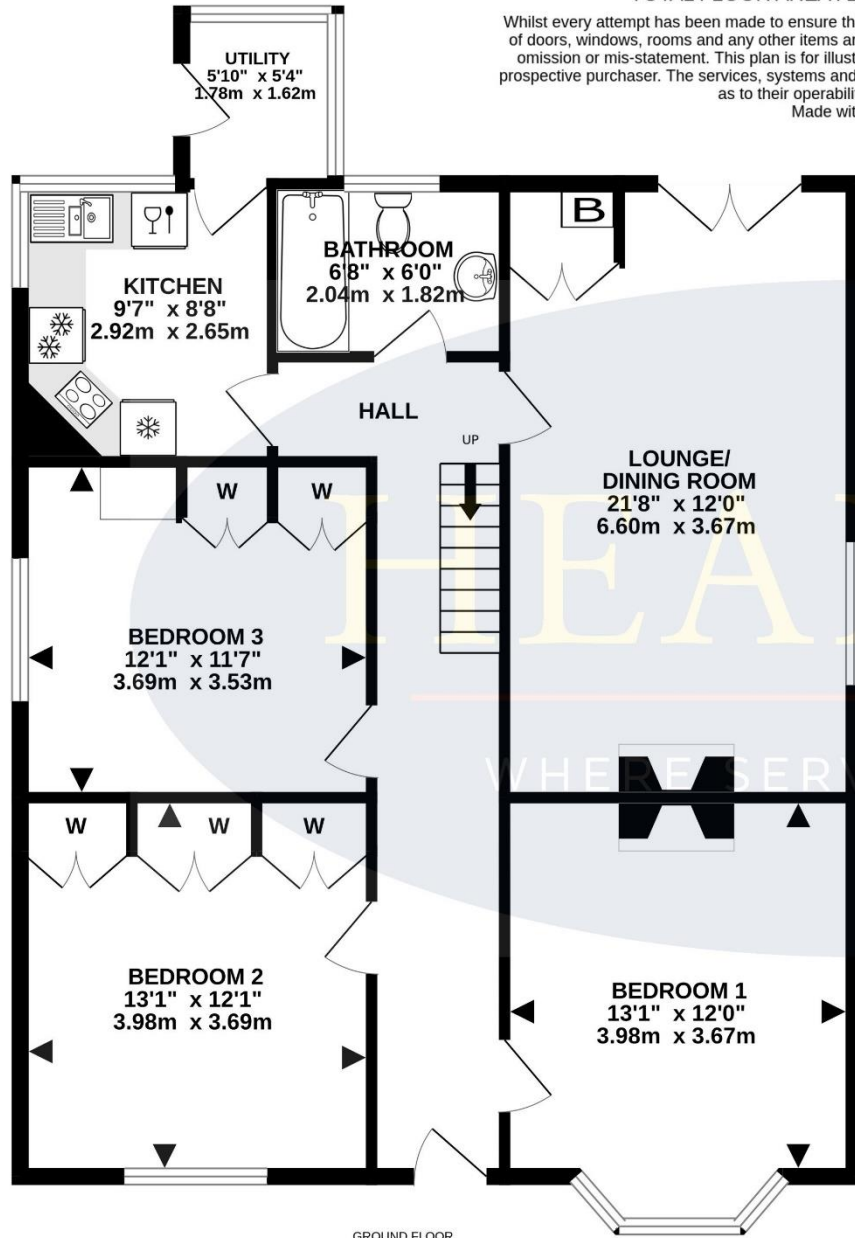 Whilst every attempt has been made to ensure
of doors, windows, rooms and any other items
omission or mis-statement. This plan is for
prospective purchaser. The services, systems and
as to their
Made
UTILITY
5'10" x 5'4"
1.78m x 1.62m
KITCHEN
9'7" x 8'8"
2.92m x 2.65m
BATHROOM
6'8" x 6'0"
2.04m x 1.82m
B
HALL
UP
LOUNGE/
DINING ROOM
21'8" x 12'0"
6.60m x 3.67m
W
W
BEDROOM 3
12'1" x 11'7"
3.69m x 3.53m
HEA
WHERE SERV
W
W
W
BEDROOM 2
13'1" x 12'1"
3.98m x 3.69m
BEDROOM 1
13'1" x 12'0"
3.98m x 3.67m
GROUND FLOOR